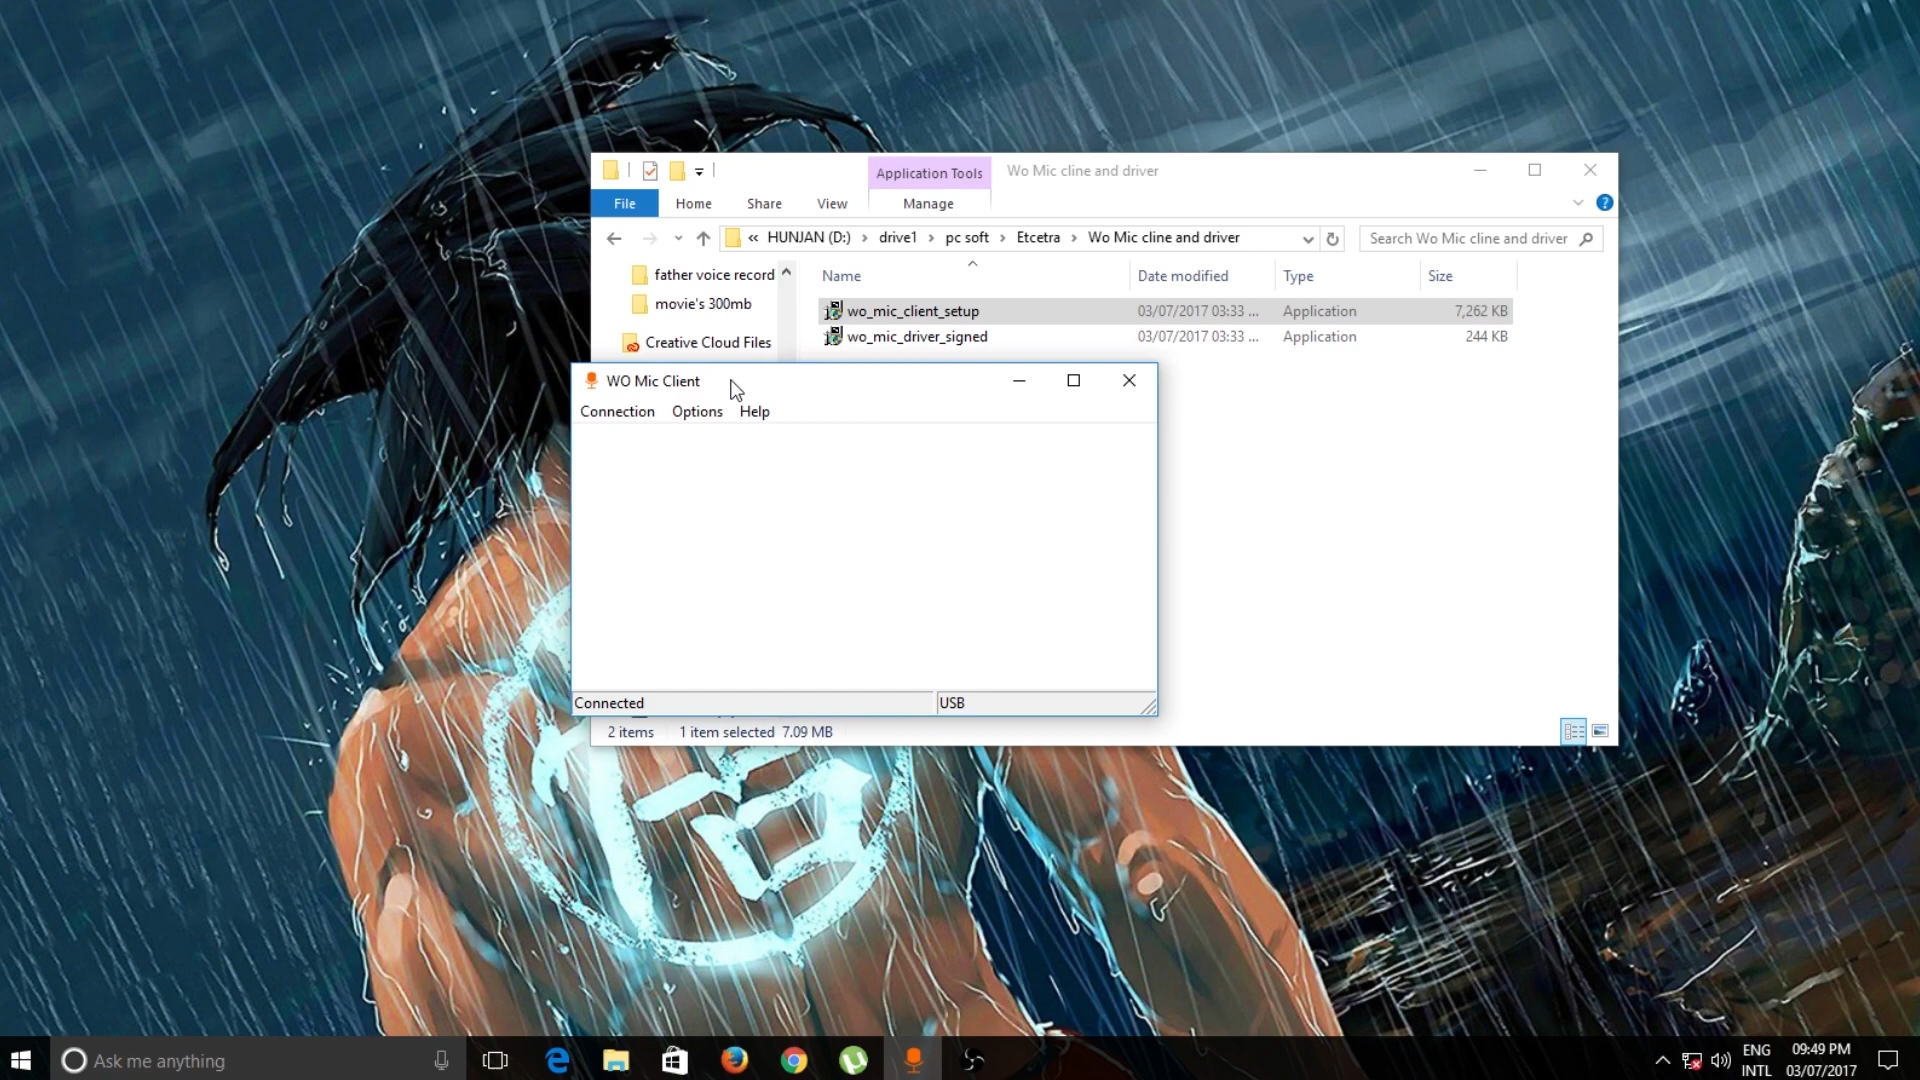 Application Tools
Wo Mic cline and driver
File
Home
Share
View
Manage
« HUNJAN (D:) › drive1 › pc soft › Etcetra › Wo Mic cline and driver
Search Wo Mic cline and driver
father voice record
movie's 300mb
Creative Cloud Files
Name
Date modified
Type
Size
wo_mic_client_setup
03/07/2017 03:33 ...
Application
7,262 KB
wo_mic_driver_signed
03/07/2017 03:33 ...
Application
244 KB
WO Mic Client
Connection
Options
Help
Connected
USB
2 items
1 item selected 7.09 MB
悟
Ask me anything
ENG
INTL
09:49 PM
03/07/2017